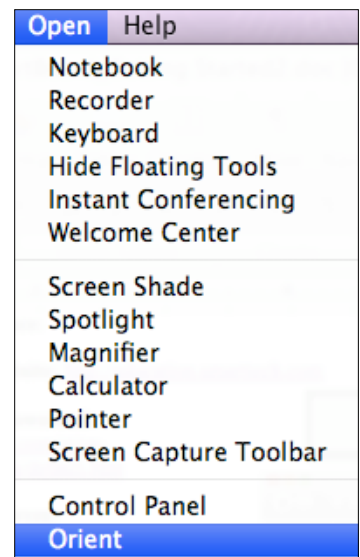 Open Help
Notebook
Recorder
Keyboard
Hide Floating Tools
Instant Conferencing
Welcome Center
Screen Shade
Spotlight
Magnifier
Calculator
Pointer
Screen Capture Toolbar
Control Panel
Orient